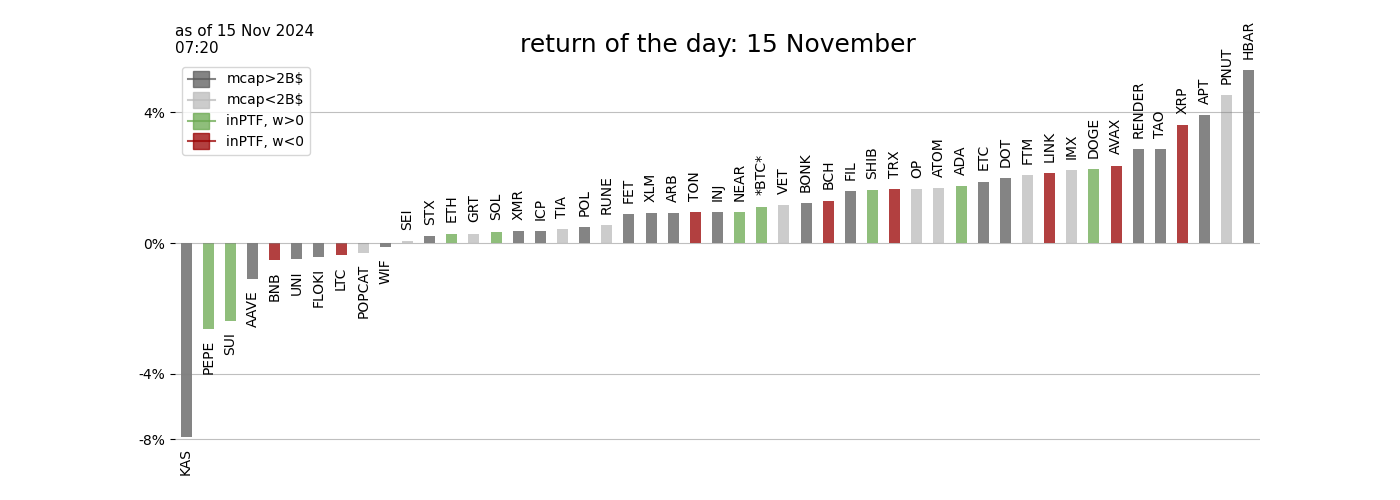 as of 15 Nov 2024
07:20
return of the day: 15 November
mcap>2B$
mcap<2B$
inPTF, w>0
inPTF, w<0
4%
0%
-4%
-8%
KAS
PEPE
SUI
AAVE
BNB
UNI
FLOKI
LTC
POPCAT
WIF
SEI
STX
ETH
GRT
SOL
XMR
ICP
TIA
POL
RUNE
FET
XLM
ARB
TON
INJ
NEAR
*BTC*
VET
BONK
BCH
FIL
SHIB
TRX
OP
ATOM
ADA
ETC
DOT
FTM
LINK
IMX
DOGE
AVAX
RENDER
TAO
XRP
APT
PNUT
HBAR